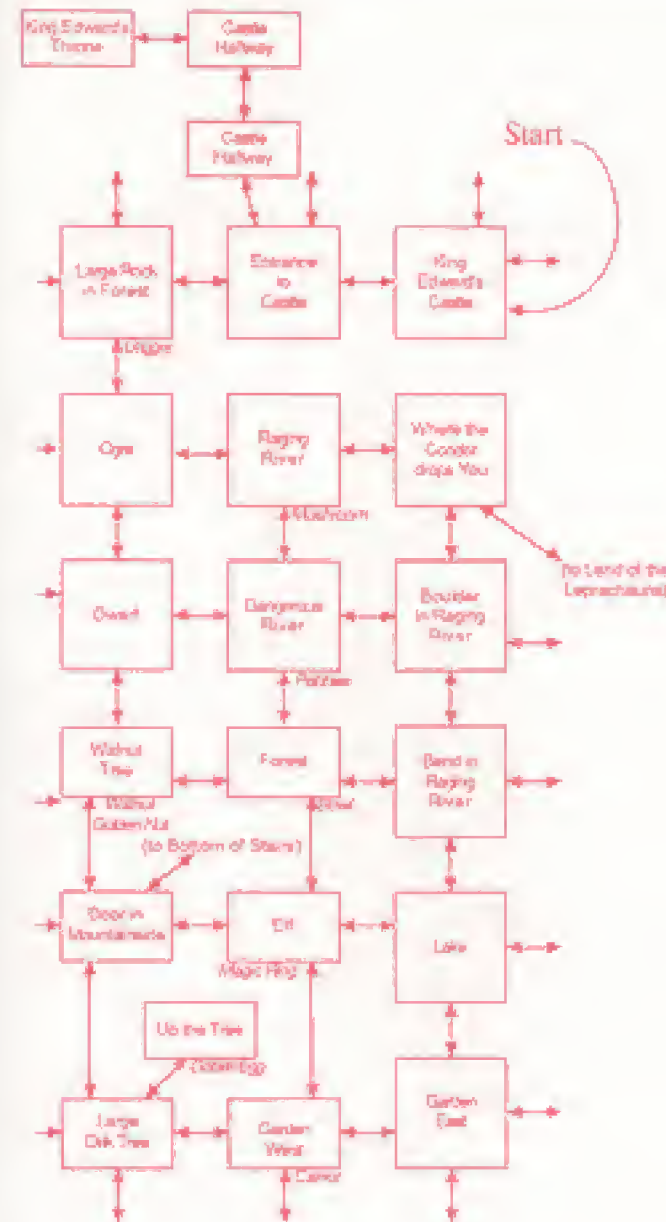 King Edward's
Throne
Castle
Hallway
Castle
Hallway
Start
Large Rock
in Forest
Entrance
to
Castle
King
Edward's
Castle
Dagger
Ogre
Raging
River
Where the
Condor
drops You
Mushroom
(to Land of the
Leprechauns)
Dwarf
Dangerous
River
Boulder
in Raging
River
Pebbles
Walnut
Tree
Forest
Bend in
Raging
River
Walnut
Golden Nut
Bowl
(to Bottom of Stairs)
Door in
Mountainside
Elf
Lake
Magic Ring
Up the Tree
Golden Egg
Large
Oak Tree
Garden
West
Garden
East
Carrot